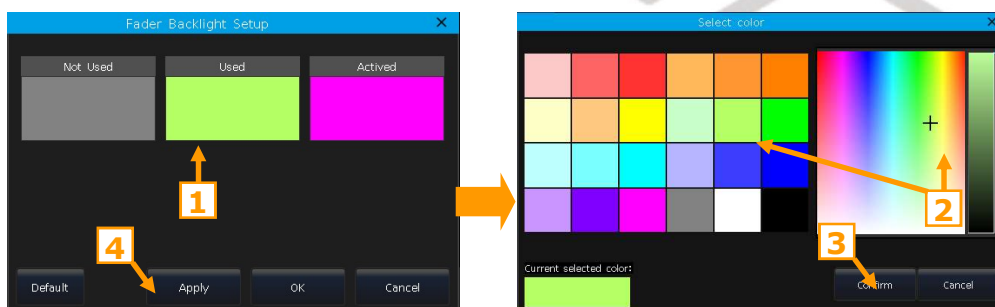 Fader Backlight Setup ×
Not Used Used Actived
1
4
Default Apply OK Cancel
Select color ×
2
3
Current selected color:
Confirm Cancel